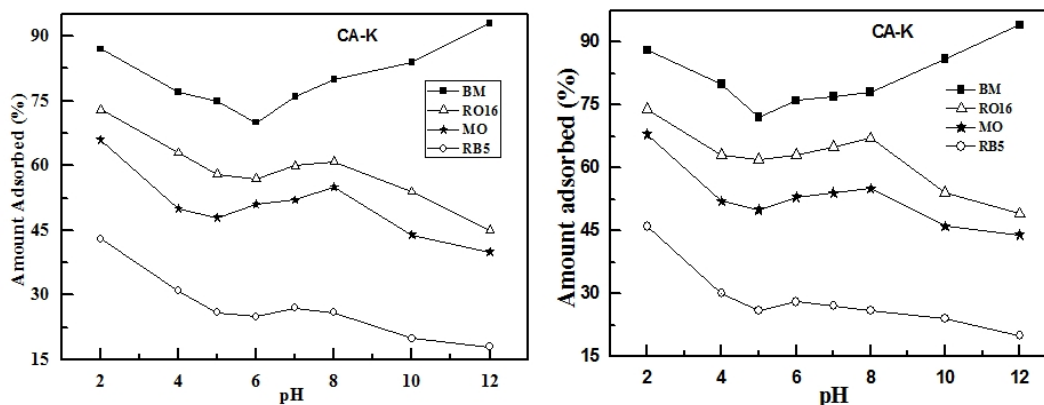 CA-K
BM
RO16
MO
RB5
Amount Adsorbed (%)
90
75
60
45
30
15
2 4 6 8 10 12
pH
CA-K
BM
RO16
MO
RB5
Amount adsorbed (%)
90
75
60
45
30
15
2 4 6 8 10 12
pH